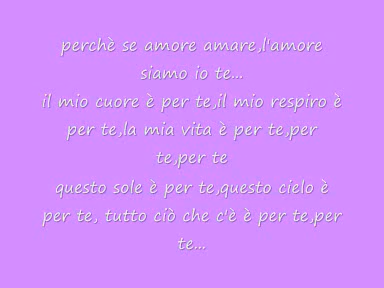 perchè se amore amare,l'amore
siamo io te...
il mio cuore è per te,il mio respiro è
per te,la mia vita è per te,per
te,per te
questo sole è per te,questo cielo è
per te, tutto ciò che c'è è per te,per
te...